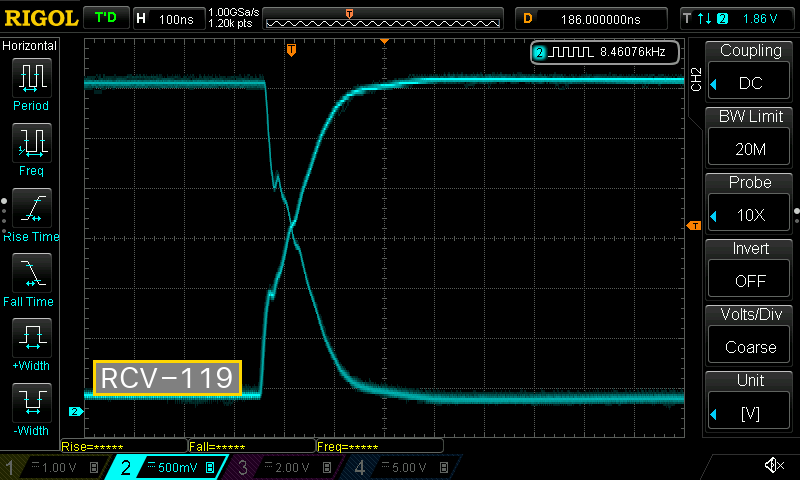 RIGOL T'D H 100ns 1.00GSa/s 1.20k pts T D 186.000000ns T 2 1.86 V
Horizontal
Period
Freq
Rise Time
Fall Time
+Width
-Width
T
2 8.46076kHz
T
RCV-119
2
CH2
Coupling
DC
BW Limit
20M
Probe
10X
Invert
OFF
Volts/Div
Coarse
Unit
[V]
Rise=***** Fall=***** Freq=*****
1 1.00 V B 2 500mV B 3 2.00 V B 4 5.00 V B